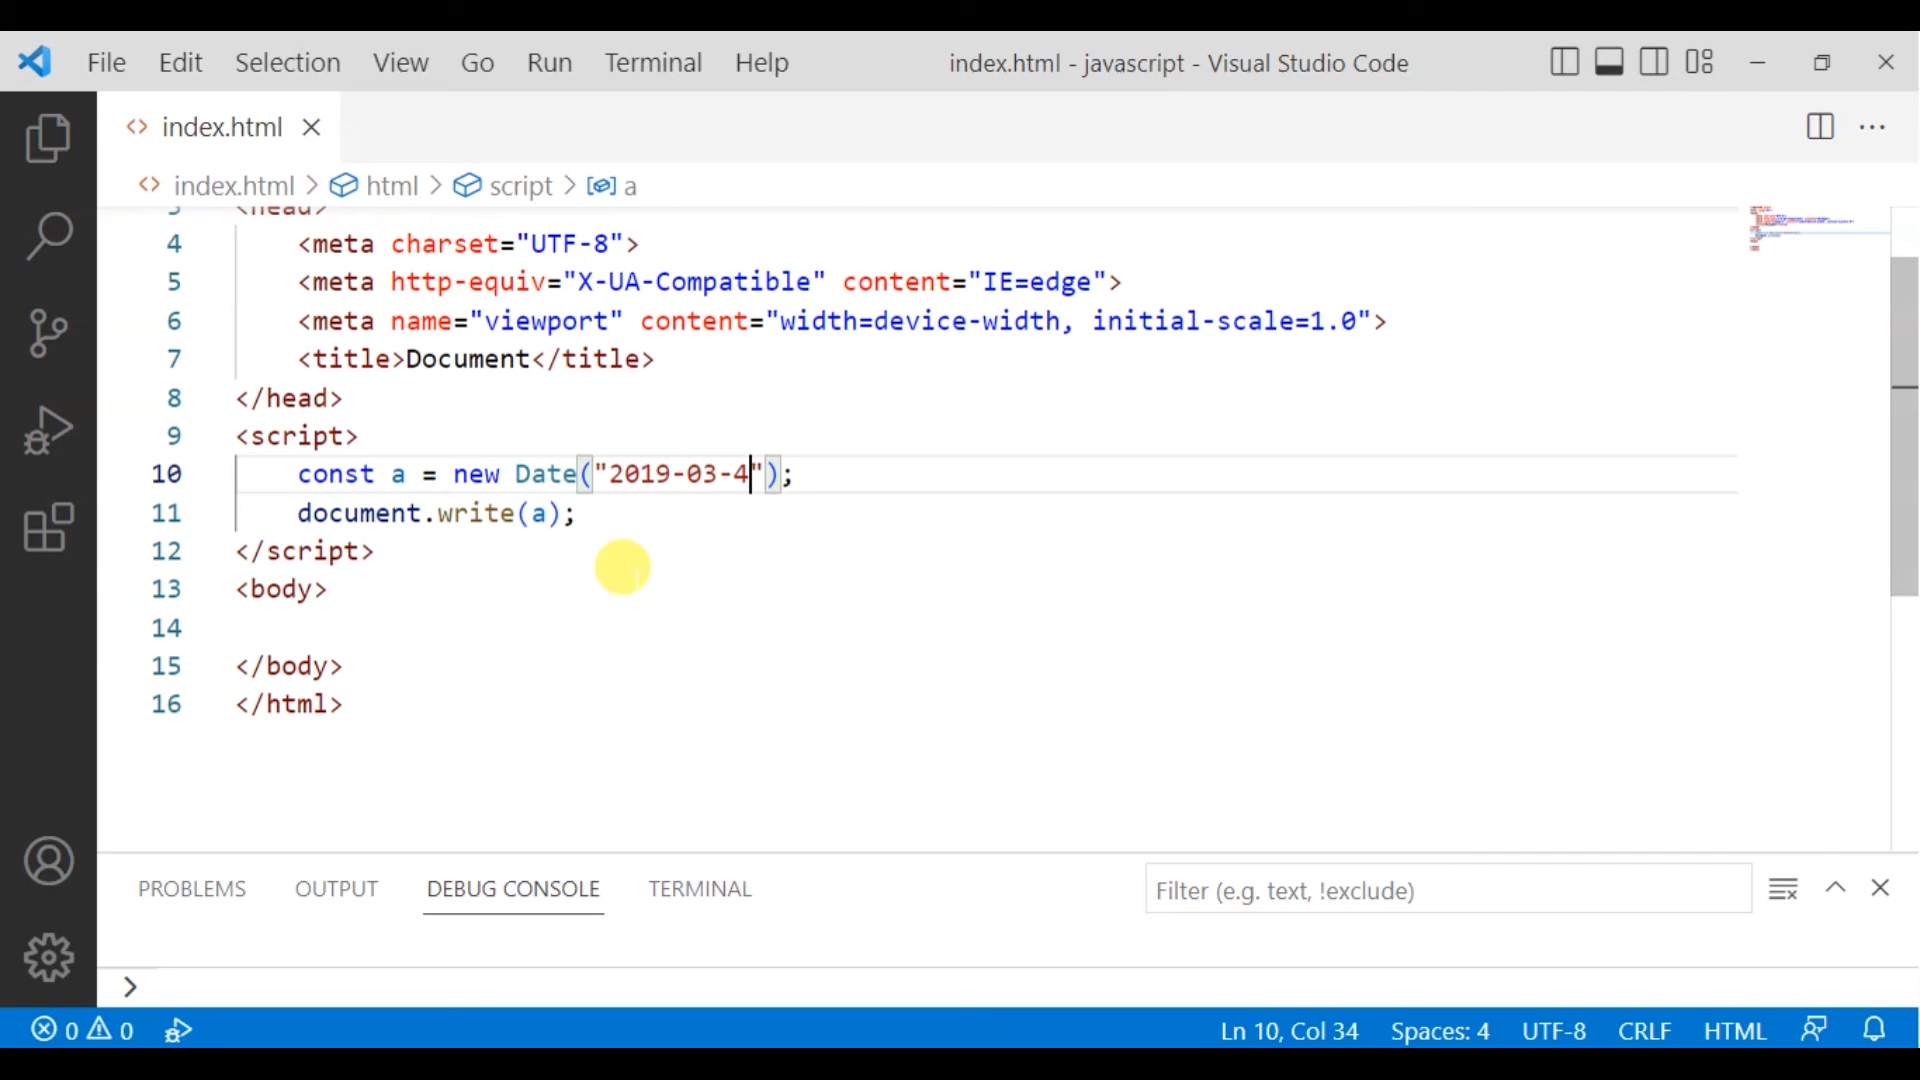 File Edit Selection View Go Run Terminal Help index.html - javascript - Visual Studio Code
index.html
index.html > html > script > a
3 <head>
4 <meta charset="UTF-8">
5 <meta http-equiv="X-UA-Compatible" content="IE=edge">
6 <meta name="viewport" content="width=device-width, initial-scale=1.0">
7 <title>Document</title>
8 </head>
9 <script>
10 const a = new Date("2019-03-4");
11 document.write(a);
12 </script>
13 <body>
14
15 </body>
16 </html>
PROBLEMS OUTPUT DEBUG CONSOLE TERMINAL Filter (e.g. text, !exclude)
>
0 0 Ln 10, Col 34 Spaces: 4 UTF-8 CRLF HTML